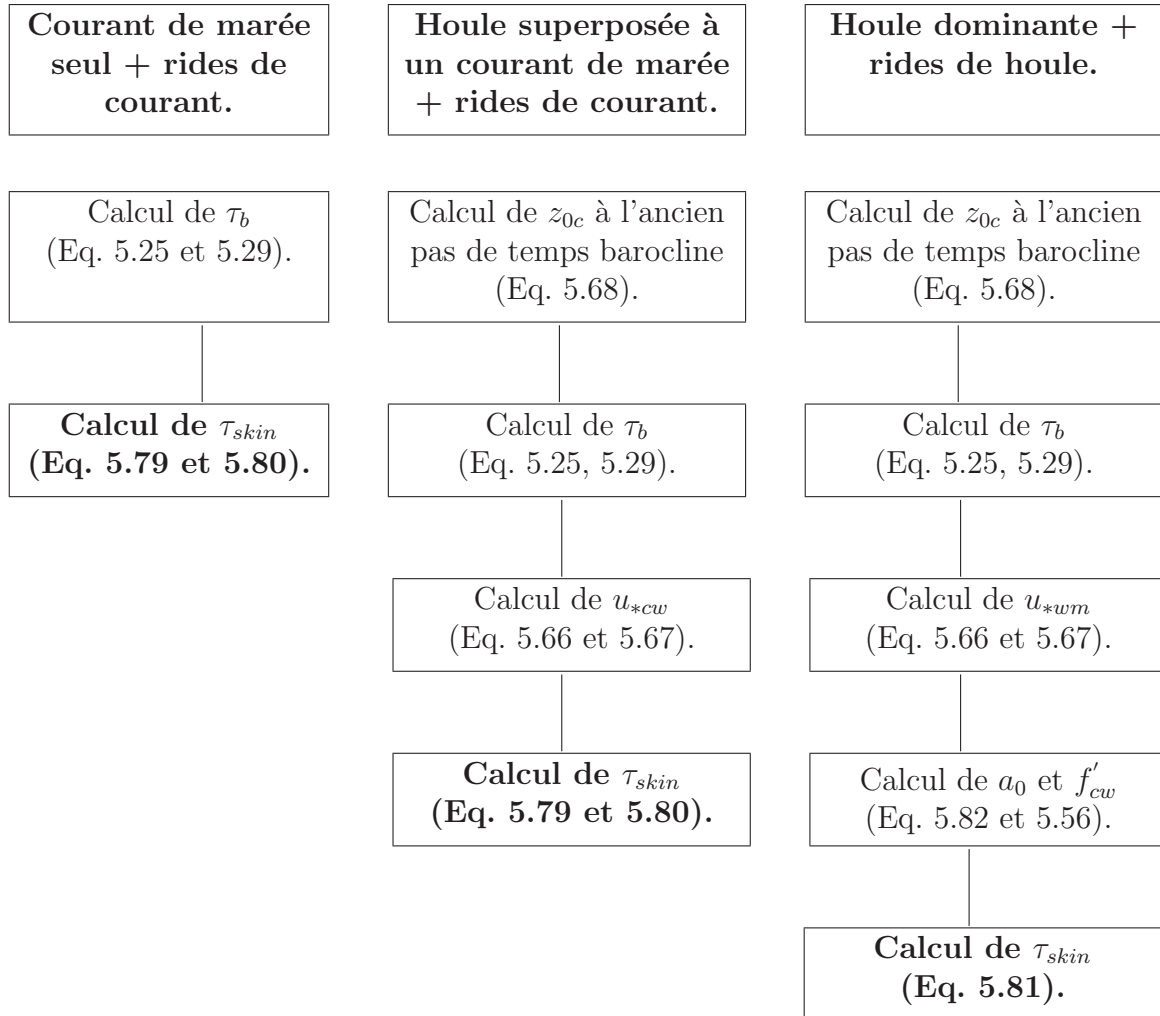 Courant de marée
seul + rides de
courant.
Houle superposée à
un courant de marée
+ rides de courant.
Houle dominante +
rides de houle.
Calcul de τ_b
(Eq. 5.25 et 5.29).
Calcul de z_{0c} à l'ancien
pas de temps barocline
(Eq. 5.68).
Calcul de z_{0c} à l'ancien
pas de temps barocline
(Eq. 5.68).
Calcul de τ_{skin}
(Eq. 5.79 et 5.80).
Calcul de τ_b
(Eq. 5.25, 5.29).
Calcul de τ_b
(Eq. 5.25, 5.29).
Calcul de u_{*cw}
(Eq. 5.66 et 5.67).
Calcul de u_{*wm}
(Eq. 5.66 et 5.67).
Calcul de τ_{skin}
(Eq. 5.79 et 5.80).
Calcul de a_0 et f'_{cw}
(Eq. 5.82 et 5.56).
Calcul de τ_{skin}
(Eq. 5.81).